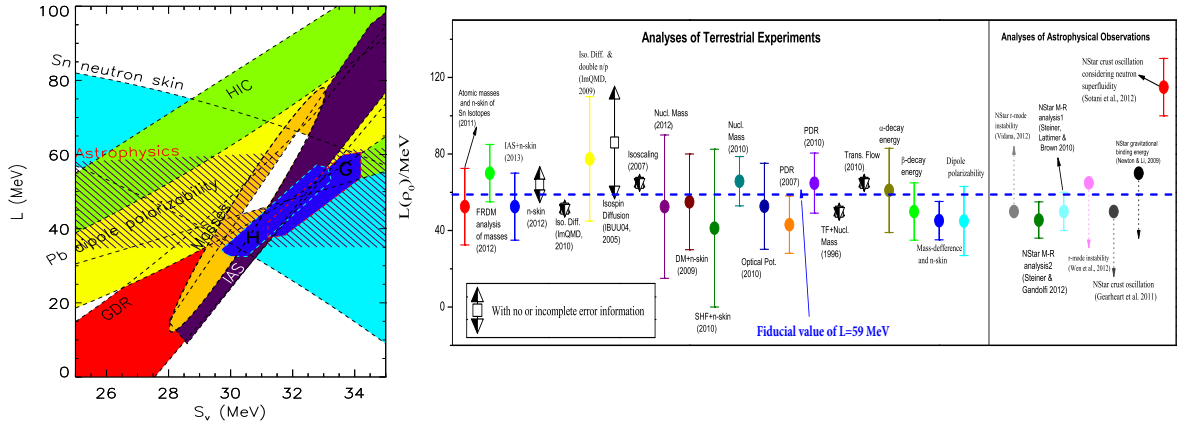 100
80
60
40
20
0
L (MeV)
26
28
30
32
34
S_v (MeV)
Sn neutron skin
HIC
Astrophysics
dipole polarizability
Pb
Masses
GDR
IAS
H
G
L(ρ₀)/MeV
120
80
40
0
Analyses of Terrestrial Experiments
Analyses of Astrophysical Observations
Atomic masses
and n-skin of
Sn Isotopes
(2011)
FRDM
analysis
of masses
(2012)
IAS+n-skin
(2013)
n-skin
(2012)
Iso. Diff.
(ImQMD,
2010)
Iso. Diff. &
double n/p
(ImQMD,
2009)
Isospin
Diffusion
(IBUU04,
2005)
Isoscaling
(2007)
Nucl. Mass
(2012)
DM+n-skin
(2009)
SHF+n-skin
(2010)
Nucl.
Mass
(2010)
Optical Pot.
(2010)
PDR
(2007)
PDR
(2010)
TF+Nucl.
Mass
(1996)
Trans. Flow
(2010)
α-decay
energy
β-decay
energy
Mass-defference
and n-skin
Dipole
polarizability
With no or incomplete error information
Fiducial value of L=59 MeV
NStar r-mode
instability
(Vidana, 2012)
NStar M-R
analysis2
(Steiner &
Gandolfi 2012)
NStar M-R
analysis1
(Steiner,
Lattimer &
Brown 2010)
r-mode instability
(Wen et al., 2012)
NStar crust oscillation
(Gearheart et al. 2011)
NStar gravitational
binding energy
(Newton & Li, 2009)
NStar crust oscillation
considering neutron
superfluidity
(Sotani et al., 2012)